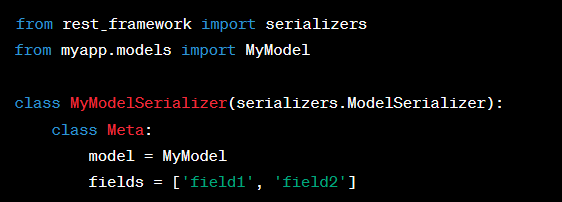 from rest_framework import serializers
from myapp.models import MyModel

class MyModelSerializer(serializers.ModelSerializer):
    class Meta:
        model = MyModel
        fields = ['field1', 'field2']